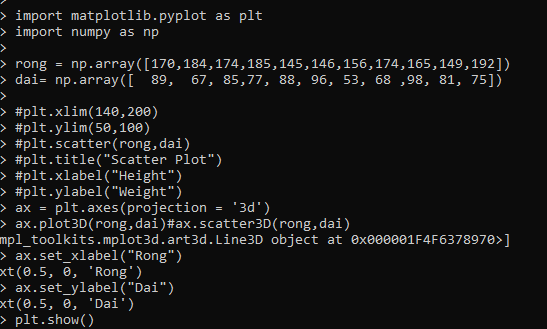 >
> import matplotlib.pyplot as plt
> import numpy as np
>
> rong = np.array([170,184,174,185,145,146,156,174,165,149,192])
> dai= np.array([  89,  67, 85,77, 88, 96, 53, 68 ,98, 81, 75])
>
> #plt.xlim(140,200)
> #plt.ylim(50,100)
> #plt.scatter(rong,dai)
> #plt.title("Scatter Plot")
> #plt.xlabel("Height")
> #plt.ylabel("Weight")
> ax = plt.axes(projection = '3d')
> ax.plot3D(rong,dai)#ax.scatter3D(rong,dai)
mpl_toolkits.mplot3d.art3d.Line3D object at 0x000001F4F6378970>]
> ax.set_xlabel("Rong")
xt(0.5, 0, 'Rong')
> ax.set_ylabel("Dai")
xt(0.5, 0, 'Dai')
> plt.show()